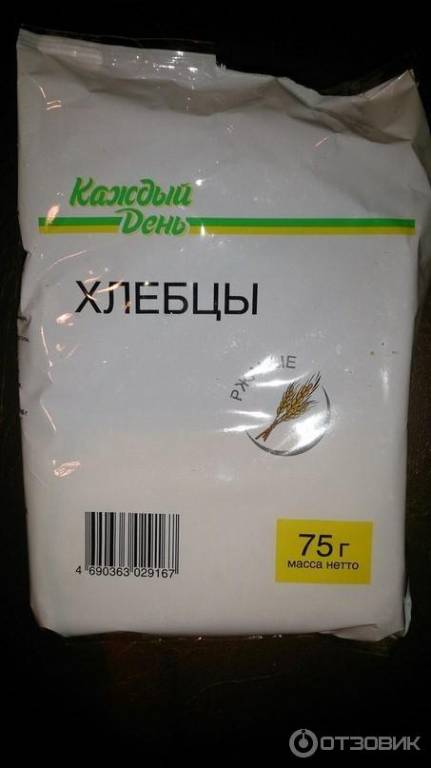 Каждый
День
ХЛЕБЦЫ
75 г
масса нетто
4 690363 029167
ОТЗОВИК